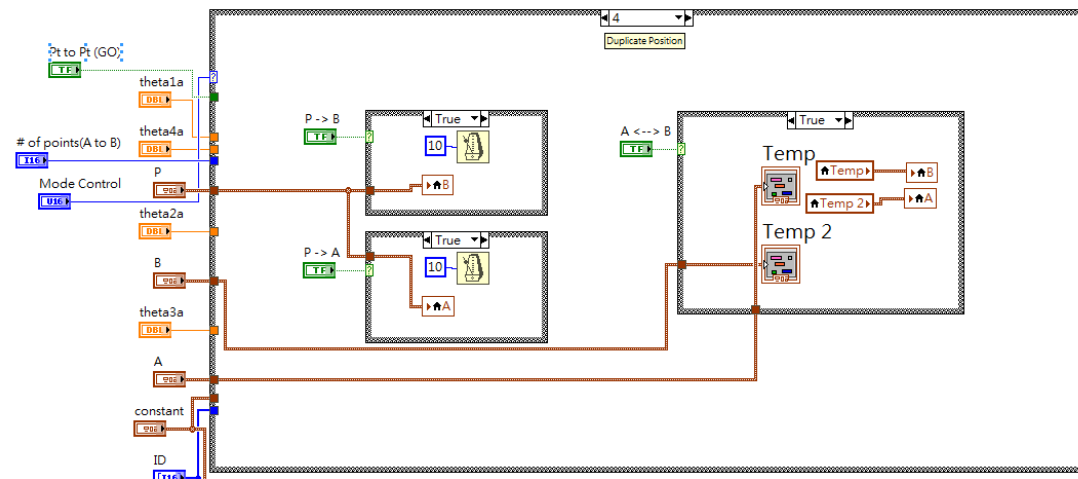 4
Duplicate Position
Pt to Pt (GO)
TF
theta1a
DBL
theta4a
DBL
# of points(A to B)
I16
P
Mode Control
U16
theta2a
DBL
B
theta3a
DBL
A
constant
ID
I16
?
P -> B
TF
?
True
10
B
P -> A
TF
?
True
10
A
A <--> B
TF
?
True
Temp
Temp
B
Temp 2
A
Temp 2